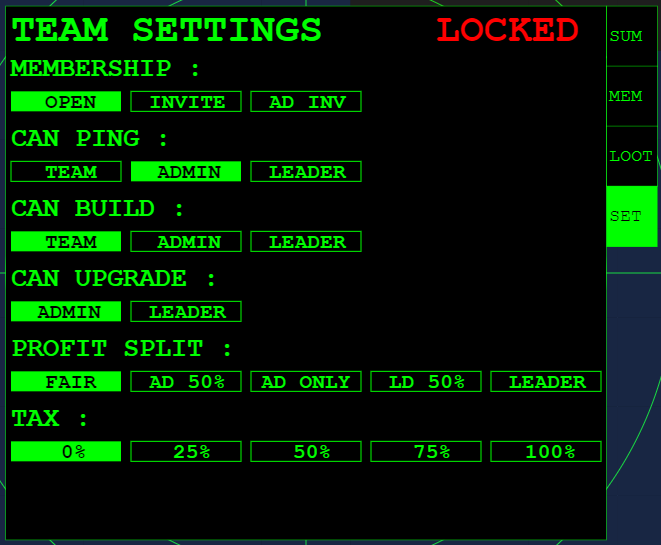 TEAM SETTINGS LOCKED
MEMBERSHIP :
OPEN INVITE AD INV
CAN PING :
TEAM ADMIN LEADER
CAN BUILD :
TEAM ADMIN LEADER
CAN UPGRADE :
ADMIN LEADER
PROFIT SPLIT :
FAIR AD 50% AD ONLY LD 50% LEADER
TAX :
0% 25% 50% 75% 100%
SUM
MEM
LOOT
SET